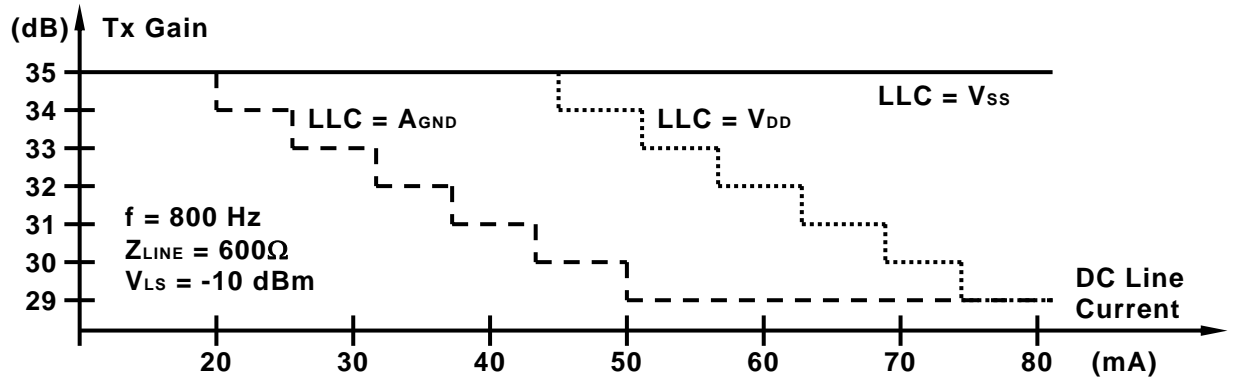 (dB) Tx Gain
35
34
33
32
31
30
29
LLC = AGND
LLC = VDD
LLC = VSS
f = 800 Hz
ZLINE = 600Ω
VLS = -10 dBm
DC Line
Current
20 30 40 50 60 70 80 (mA)